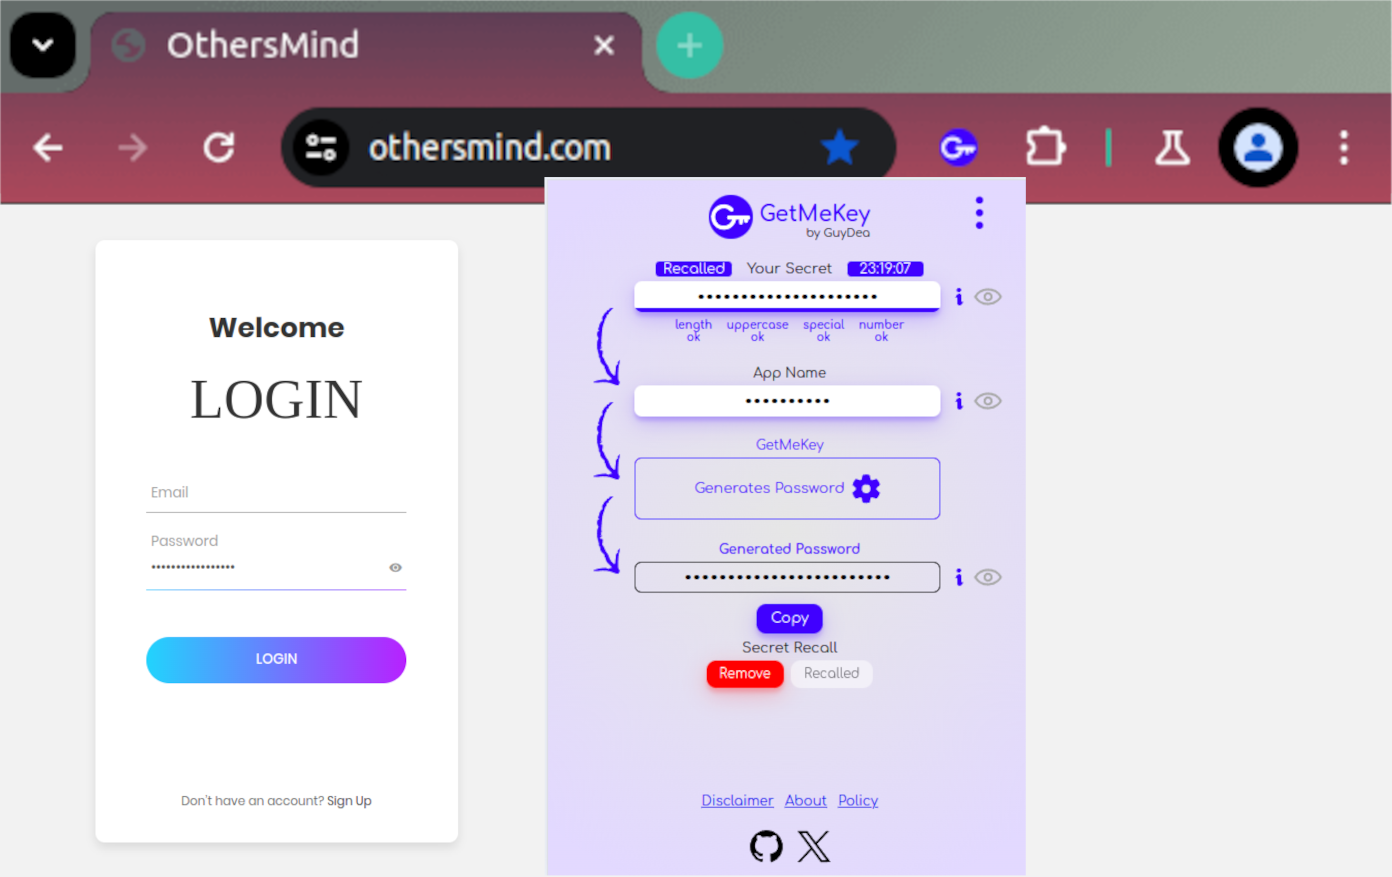 OthersMind
othersmind.com
Welcome
LOGIN
Email
Password
•••••••••••••••••
LOGIN
Don't have an account? Sign Up
GetMeKey
by GuyDea
Recalled Your Secret 23:19:07
•••••••••••••••••••••
length uppercase special number
ok ok ok ok
App Name
••••••••••
GetMeKey
Generates Password
Generated Password
••••••••••••••••••••••••
Copy
Secret Recall
Remove Recalled
Disclaimer About Policy